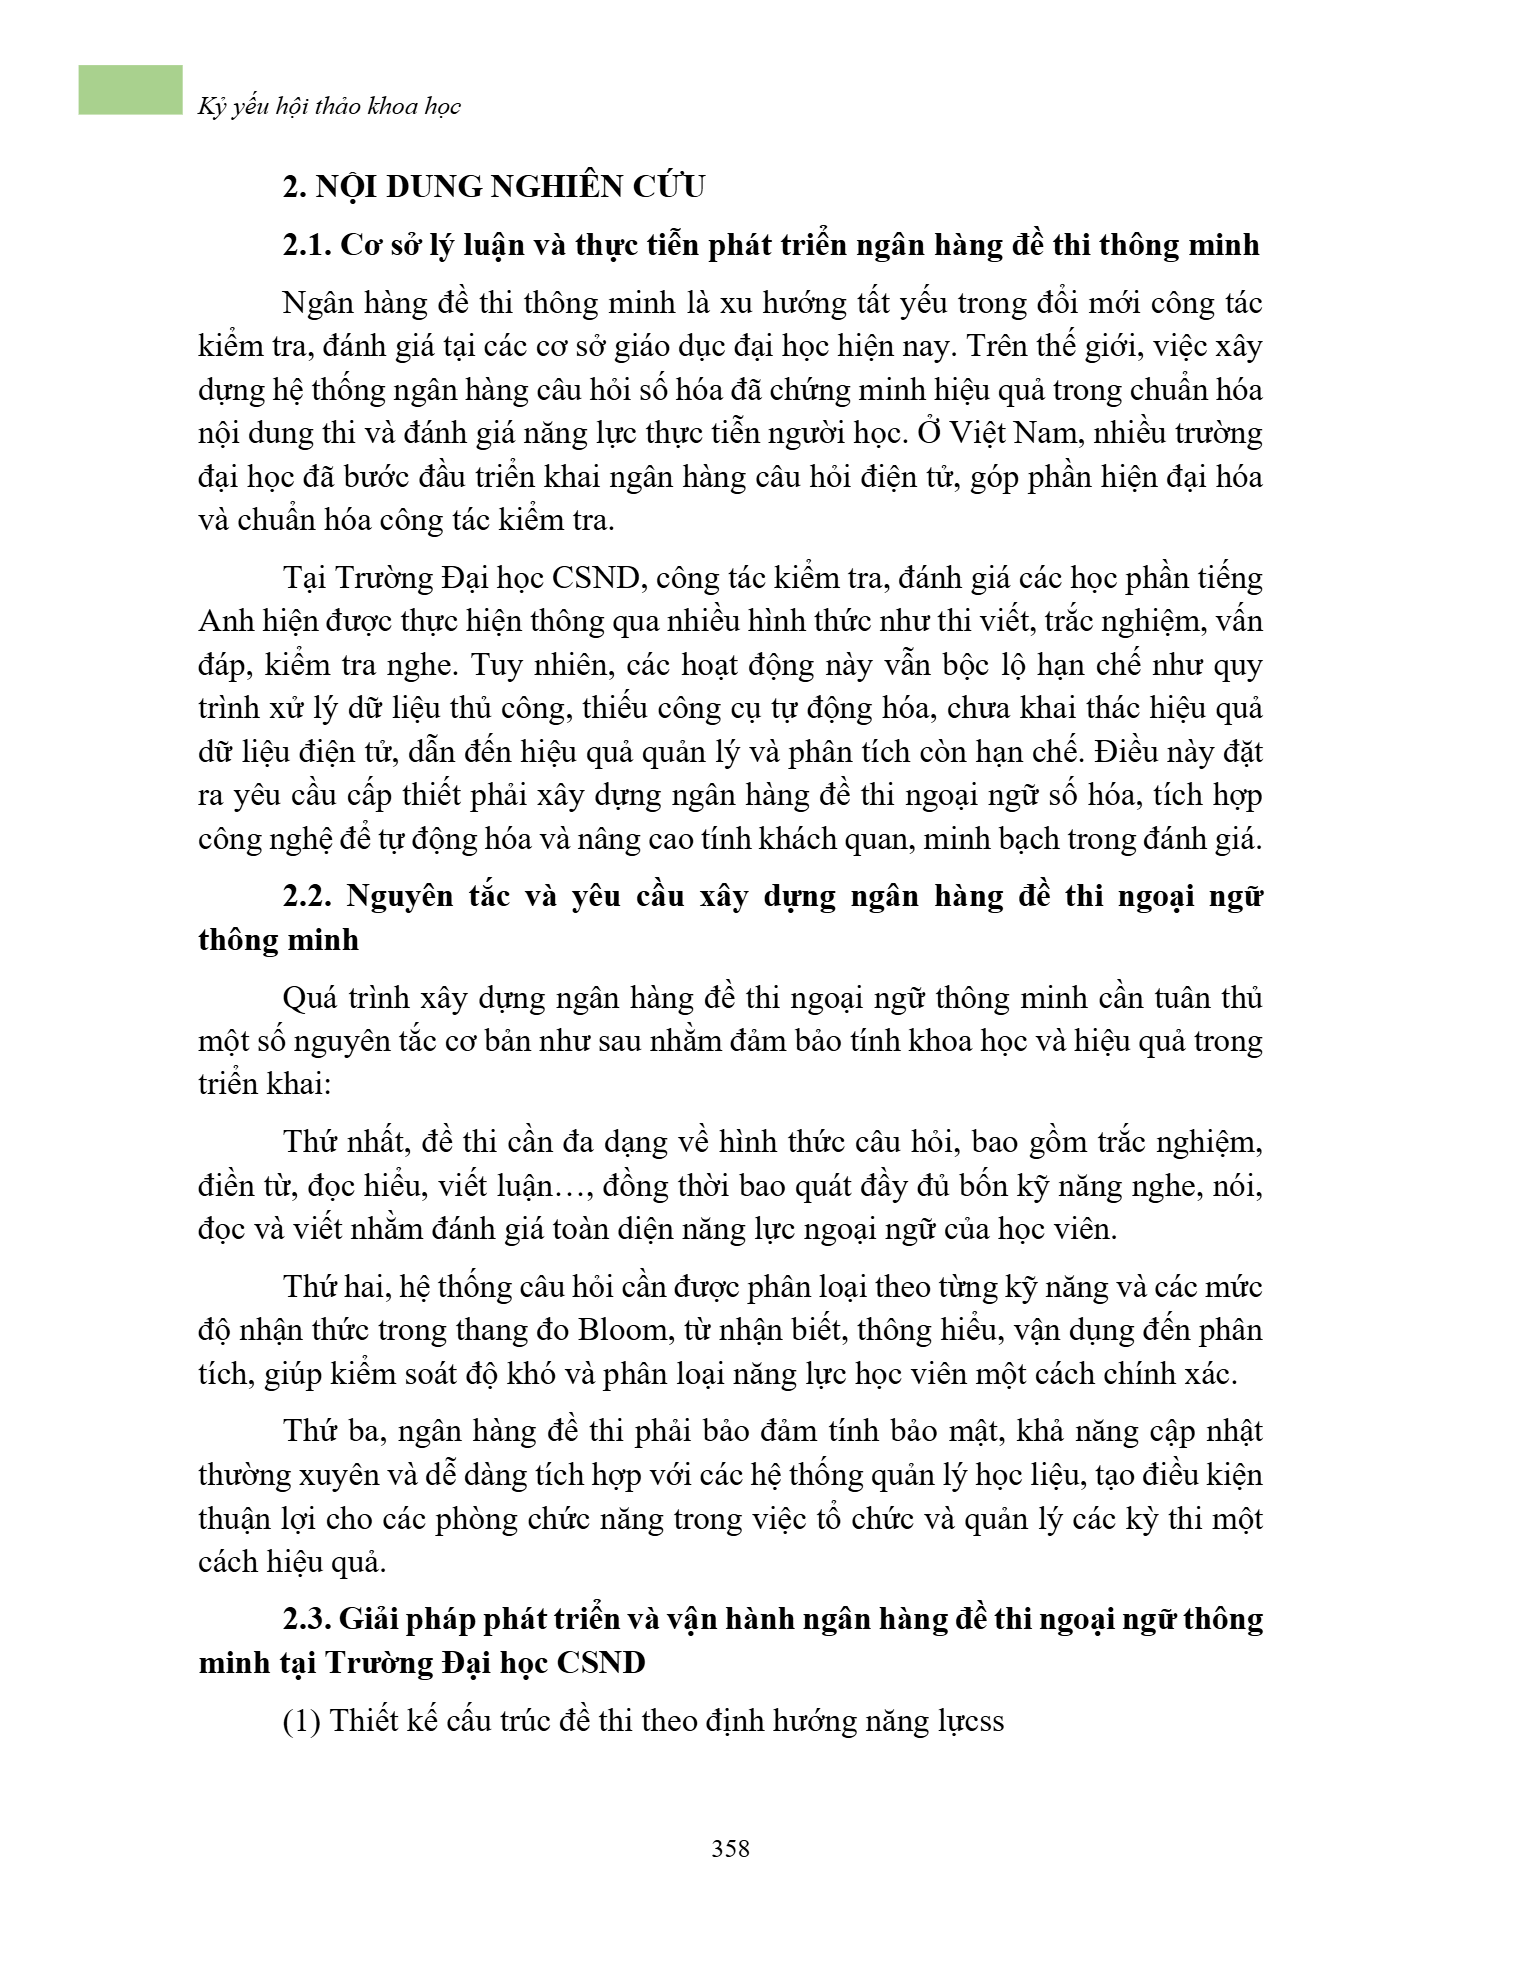 Kỷ yếu hội thảo khoa học
2. NỘI DUNG NGHIÊN CỨU
2.1. Cơ sở lý luận và thực tiễn phát triển ngân hàng đề thi thông minh
Ngân hàng đề thi thông minh là xu hướng tất yếu trong đổi mới công tác
kiểm tra, đánh giá tại các cơ sở giáo dục đại học hiện nay. Trên thế giới, việc xây
dựng hệ thống ngân hàng câu hỏi số hóa đã chứng minh hiệu quả trong chuẩn hóa
nội dung thi và đánh giá năng lực thực tiễn người học. Ở Việt Nam, nhiều trường
đại học đã bước đầu triển khai ngân hàng câu hỏi điện tử, góp phần hiện đại hóa
và chuẩn hóa công tác kiểm tra.
Tại Trường Đại học CSND, công tác kiểm tra, đánh giá các học phần tiếng
Anh hiện được thực hiện thông qua nhiều hình thức như thi viết, trắc nghiệm, vấn
đáp, kiểm tra nghe. Tuy nhiên, các hoạt động này vẫn bộc lộ hạn chế như quy
trình xử lý dữ liệu thủ công, thiếu công cụ tự động hóa, chưa khai thác hiệu quả
dữ liệu điện tử, dẫn đến hiệu quả quản lý và phân tích còn hạn chế. Điều này đặt
ra yêu cầu cấp thiết phải xây dựng ngân hàng đề thi ngoại ngữ số hóa, tích hợp
công nghệ để tự động hóa và nâng cao tính khách quan, minh bạch trong đánh giá.
2.2. Nguyên tắc và yêu cầu xây dựng ngân hàng đề thi ngoại ngữ
thông minh
Quá trình xây dựng ngân hàng đề thi ngoại ngữ thông minh cần tuân thủ
một số nguyên tắc cơ bản như sau nhằm đảm bảo tính khoa học và hiệu quả trong
triển khai:
Thứ nhất, đề thi cần đa dạng về hình thức câu hỏi, bao gồm trắc nghiệm,
điền từ, đọc hiểu, viết luận…, đồng thời bao quát đầy đủ bốn kỹ năng nghe, nói,
đọc và viết nhằm đánh giá toàn diện năng lực ngoại ngữ của học viên.
Thứ hai, hệ thống câu hỏi cần được phân loại theo từng kỹ năng và các mức
độ nhận thức trong thang đo Bloom, từ nhận biết, thông hiểu, vận dụng đến phân
tích, giúp kiểm soát độ khó và phân loại năng lực học viên một cách chính xác.
Thứ ba, ngân hàng đề thi phải bảo đảm tính bảo mật, khả năng cập nhật
thường xuyên và dễ dàng tích hợp với các hệ thống quản lý học liệu, tạo điều kiện
thuận lợi cho các phòng chức năng trong việc tổ chức và quản lý các kỳ thi một
cách hiệu quả.
2.3. Giải pháp phát triển và vận hành ngân hàng đề thi ngoại ngữ thông
minh tại Trường Đại học CSND
(1) Thiết kế cấu trúc đề thi theo định hướng năng lựcss
358